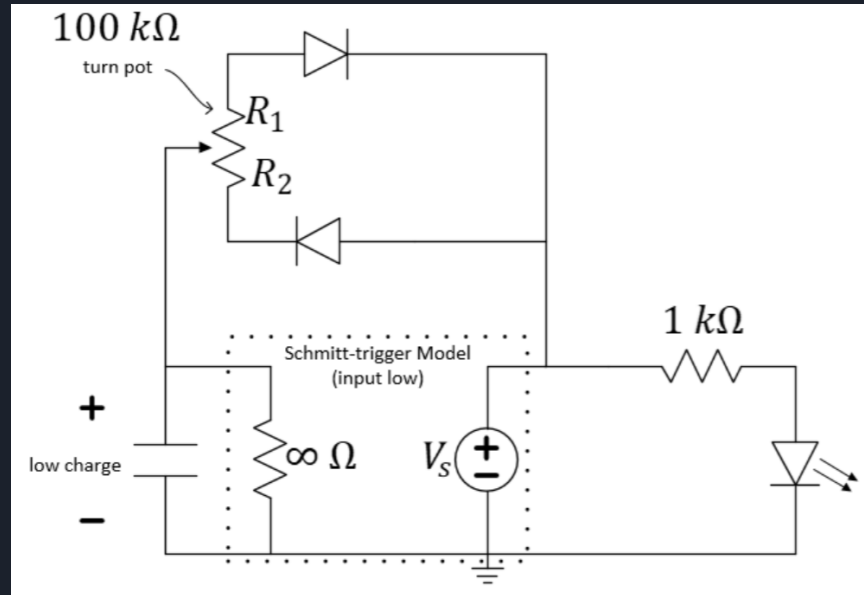 100 kΩ
turn pot
R₁
R₂
1 kΩ
Schmitt-trigger Model
(input low)
+
low charge
−
∞ Ω
Vₛ
+
−